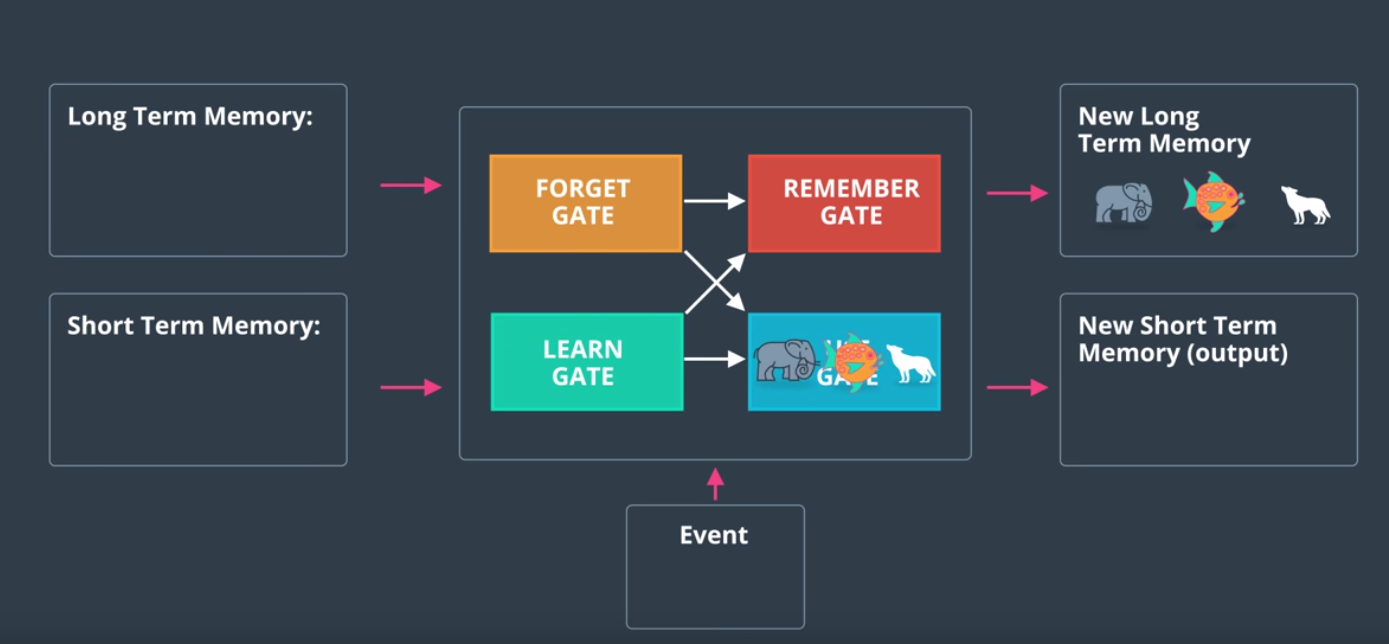 Long Term Memory:
Short Term Memory:
FORGET
GATE
LEARN
GATE
REMEMBER
GATE
GATE
Event
New Long
Term Memory
New Short Term
Memory (output)